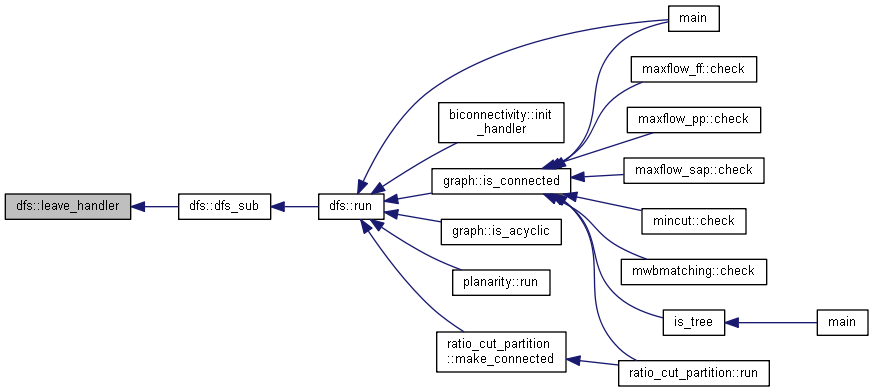 dfs::leave_handler
dfs::dfs_sub
dfs::run
main
biconnectivity::init
_handler
graph::is_connected
graph::is_acyclic
planarity::run
ratio_cut_partition
::make_connected
maxflow_ff::check
maxflow_pp::check
maxflow_sap::check
mincut::check
mwbmatching::check
is_tree
main
ratio_cut_partition::run